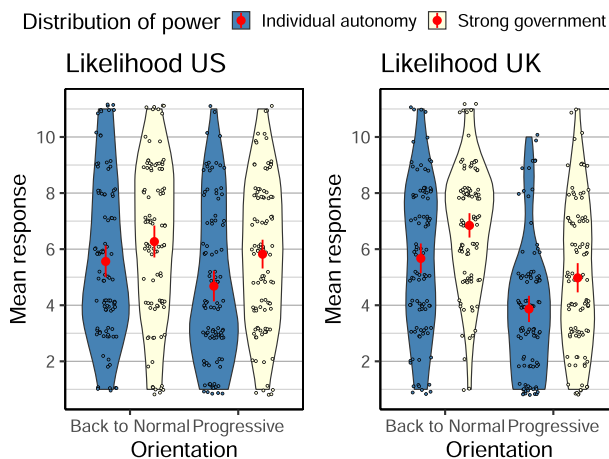 Distribution of power Individual autonomy Strong government
Likelihood US Likelihood UK
Mean response
10
8
6
4
2
Back to Normal Progressive
Orientation
Mean response
10
8
6
4
2
Back to Normal Progressive
Orientation